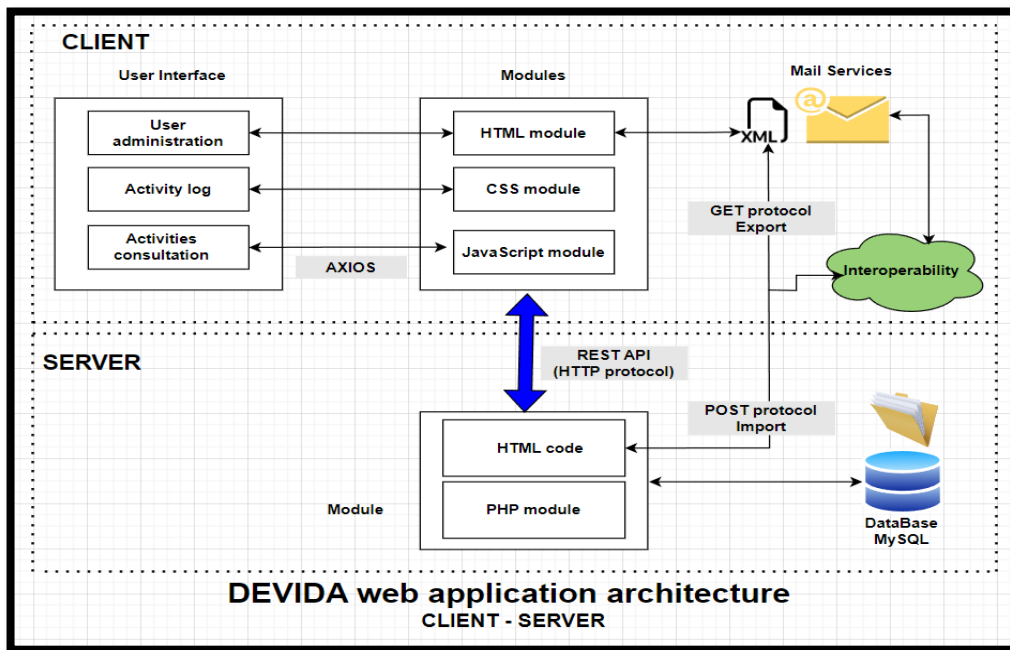 CLIENT
User Interface
Modules
Mail Services
User
administration
HTML module
XML
@
Activity log
CSS module
GET protocol
Export
Activities
consultation
AXIOS
JavaScript module
Interoperability
SERVER
REST API
(HTTP protocol)
POST protocol
Import
HTML code
Module
PHP module
DataBase
MySQL
DEVIDA web application architecture
CLIENT - SERVER